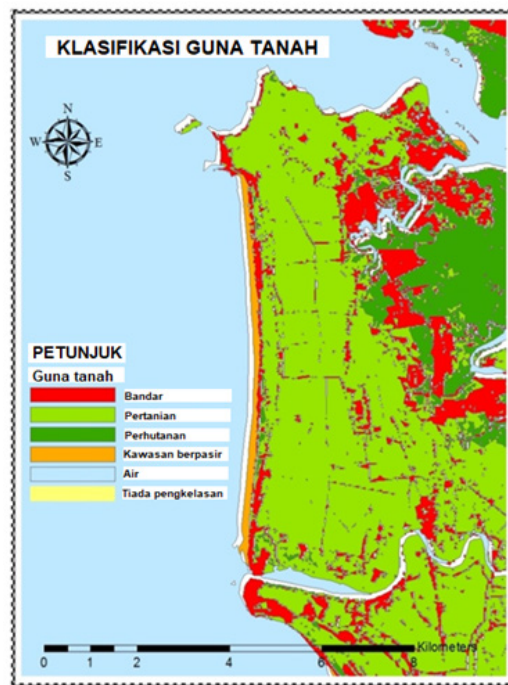 KLASIFIKASI GUNA TANAH
N
W E
S
PETUNJUK
Guna tanah
Bandar
Pertanian
Perhutanan
Kawasan berpasir
Air
Tiada pengkelasan
Kilometers
0 1 2 4 6 8